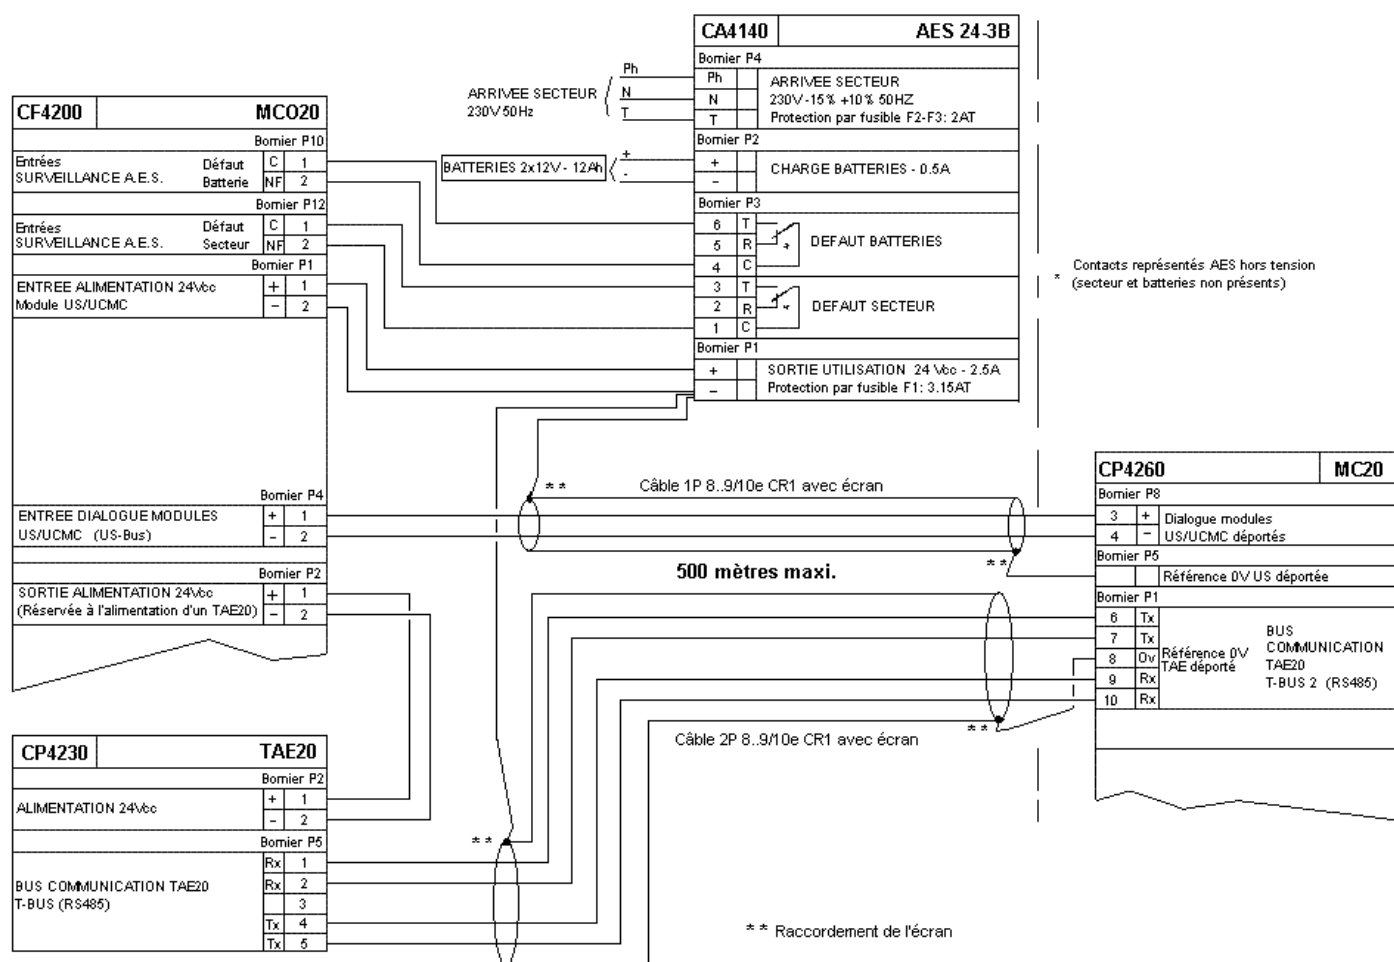 CA4140 AES 24-3B
Bornier P4
Ph Ph ARRIVEE SECTEUR
ARRIVEE SECTEUR N N 230V -15% +10% 50HZ
230V 50Hz T T Protection par fusible F2-F3: 2AT
Bornier P2
BATTERIES 2x12V - 12Ah + + CHARGE BATTERIES - 0.5A
- -
Bornier P3
6 T
5 R * DEFAUT BATTERIES
4 C
3 T
2 R * DEFAUT SECTEUR
1 C
Bornier P1
+ SORTIE UTILISATION 24 Vcc - 2.5A
- Protection par fusible F1: 3.15AT
* Contacts représentés AES hors tension
(secteur et batteries non présents)
CF4200 MCO20
Bornier P10
Entrées Défaut C 1
SURVEILLANCE A.E.S. Batterie NF 2
Bornier P12
Entrées Défaut C 1
SURVEILLANCE A.E.S. Secteur NF 2
Bornier P1
ENTREE ALIMENTATION 24Vcc + 1
Module US/UCMC - 2
Bornier P4
ENTREE DIALOGUE MODULES + 1
US/UCMC (US-Bus) - 2
Bornier P2
SORTIE ALIMENTATION 24Vcc + 1
(Réservée à l'alimentation d'un TAE20) - 2
* * Câble 1P 8..9/10e CR1 avec écran
* *
500 mètres maxi.
CP4260 MC20
Bornier P8
3 + Dialogue modules
4 - US/UCMC déportés
Bornier P5
Référence 0V US déportée
Bornier P1
6 Tx
7 Tx BUS
8 0v Référence 0V COMMUNICATION
TAE déporté TAE20
9 Rx T-BUS 2 (RS485)
10 Rx
* *
Câble 2P 8..9/10e CR1 avec écran
CP4230 TAE20
Bornier P2
ALIMENTATION 24Vcc + 1
- 2
Bornier P5
* *
Rx 1
BUS COMMUNICATION TAE20 Rx 2
T-BUS (RS485) 3
Tx 4
Tx 5
* * Raccordement de l'écran